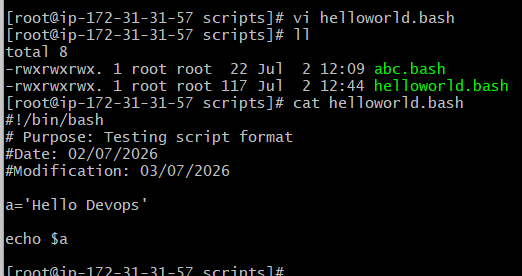 [root@ip-172-31-31-57 scripts]# vi helloworld.bash
[root@ip-172-31-31-57 scripts]# ll
total 8
-rwxrwxrwx. 1 root root  22 Jul  2 12:09 abc.bash
-rwxrwxrwx. 1 root root 117 Jul  2 12:44 helloworld.bash
[root@ip-172-31-31-57 scripts]# cat helloworld.bash
#!/bin/bash
# Purpose: Testing script format
#Date: 02/07/2026
#Modification: 03/07/2026
a='Hello Devops'
echo $a
[root@ip-172-31-31-57 scripts]#